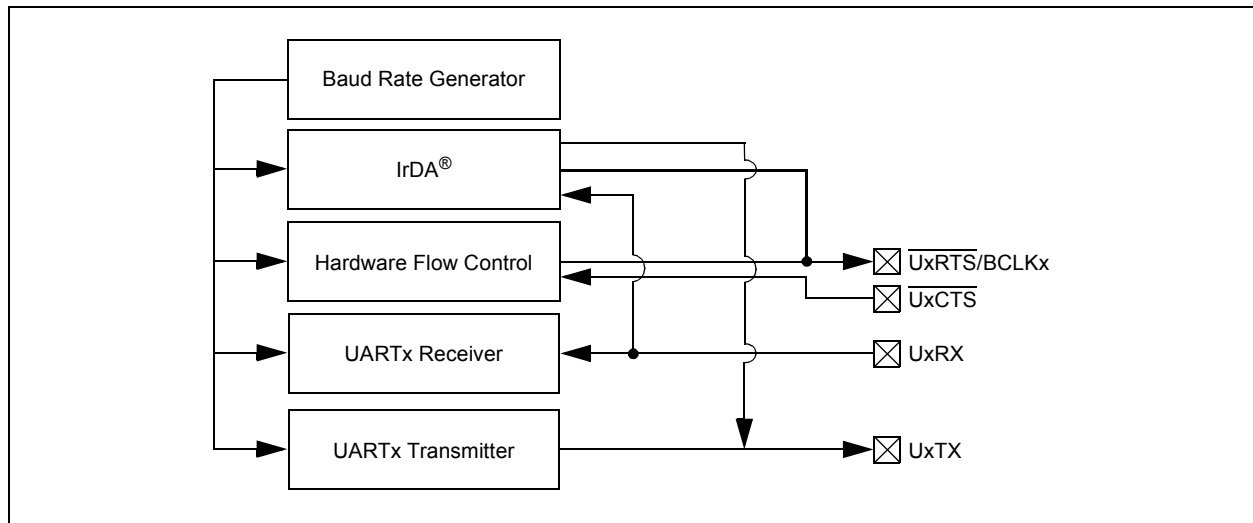 Baud Rate Generator
IrDA®
Hardware Flow Control
UxRTS/BCLKx
UxCTS
UARTx Receiver
UxRX
UARTx Transmitter
UxTX